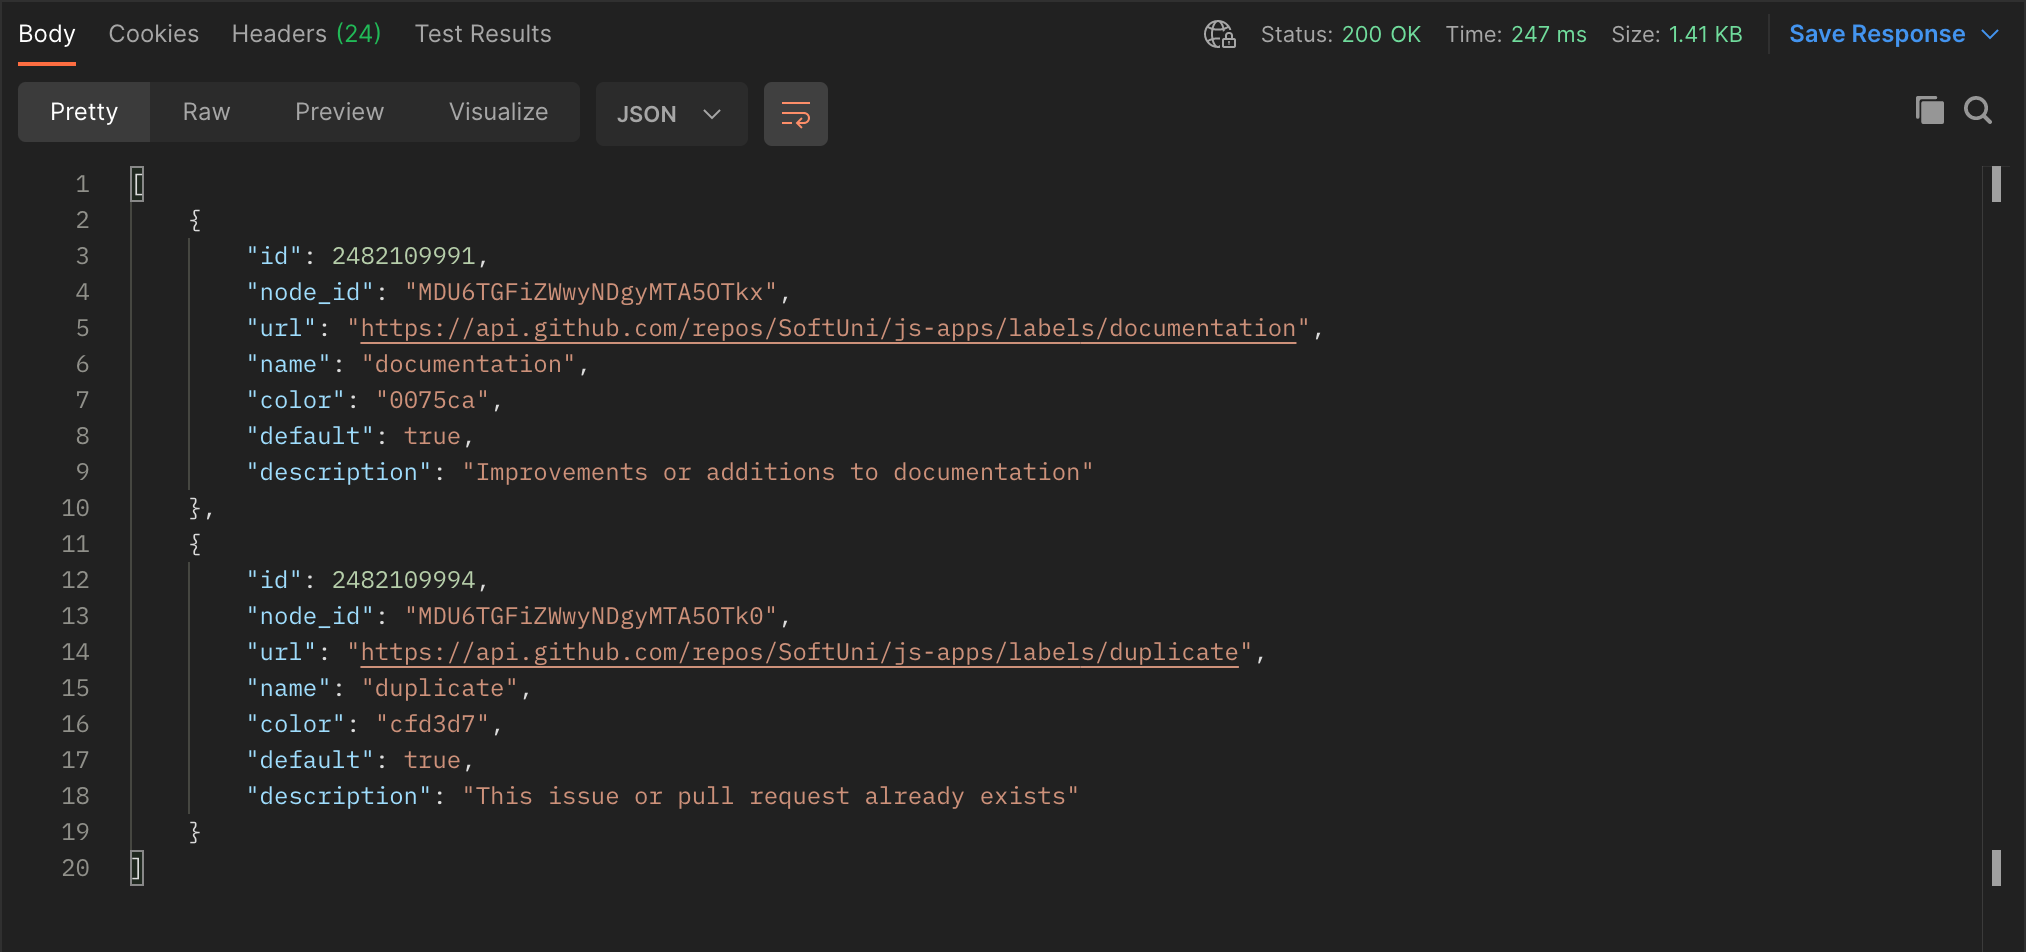 Body Cookies Headers (24) Test Results Status: 200 OK Time: 247 ms Size: 1.41 KB Save Response
Pretty Raw Preview Visualize JSON
1 [
2 {
3 "id": 2482109991,
4 "node_id": "MDU6TGFiZWwyNDgyMTA5OTkx",
5 "url": "https://api.github.com/repos/SoftUni/js-apps/labels/documentation",
6 "name": "documentation",
7 "color": "0075ca",
8 "default": true,
9 "description": "Improvements or additions to documentation"
10 },
11 {
12 "id": 2482109994,
13 "node_id": "MDU6TGFiZWwyNDgyMTA5OTk0",
14 "url": "https://api.github.com/repos/SoftUni/js-apps/labels/duplicate",
15 "name": "duplicate",
16 "color": "cfd3d7",
17 "default": true,
18 "description": "This issue or pull request already exists"
19 }
20 ]